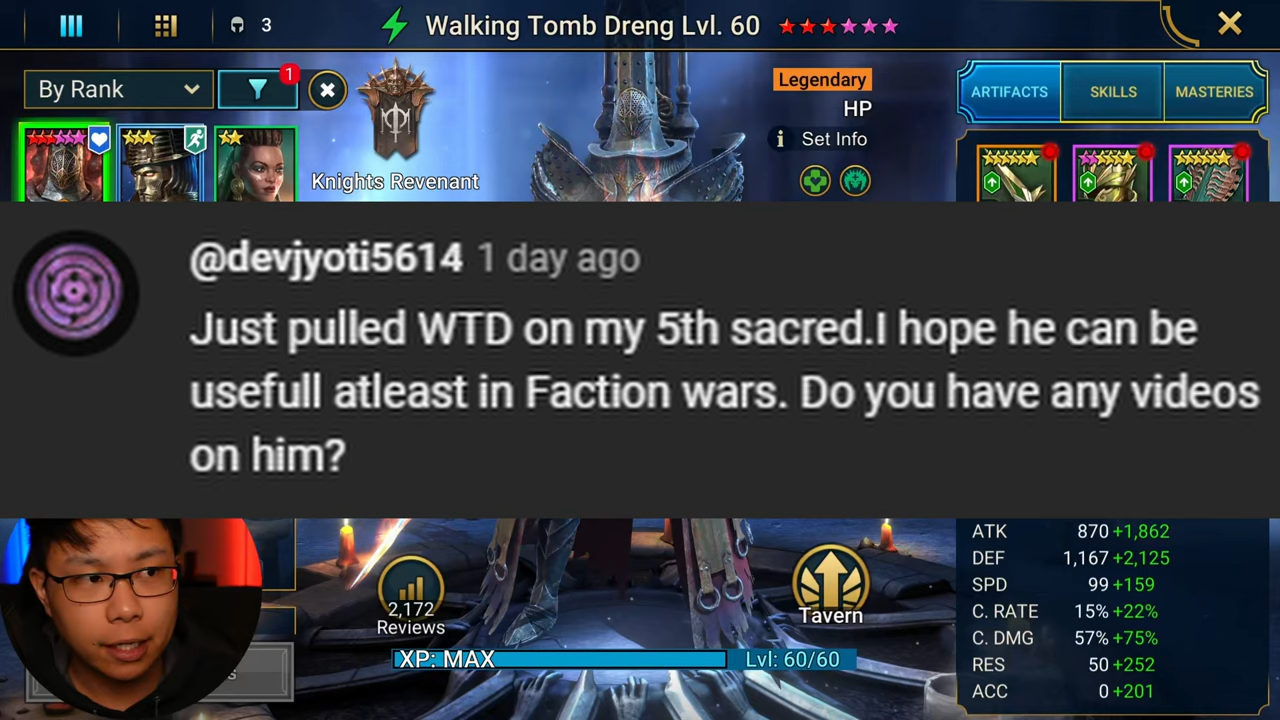 3
Walking Tomb Dreng Lvl. 60
By Rank
1
Legendary
HP
Set Info
ARTIFACTS
SKILLS
MASTERIES
Knights Revenant
@devjyoti5614 1 day ago
Just pulled WTD on my 5th sacred.I hope he can be
usefull atleast in Faction wars. Do you have any videos
on him?
ATK 870 +1,862
DEF 1,167 +2,125
SPD 99 +159
C. RATE 15% +22%
C. DMG 57% +75%
RES 50 +252
ACC 0 +201
2,172
Reviews
Tavern
XP: MAX
Lvl: 60/60